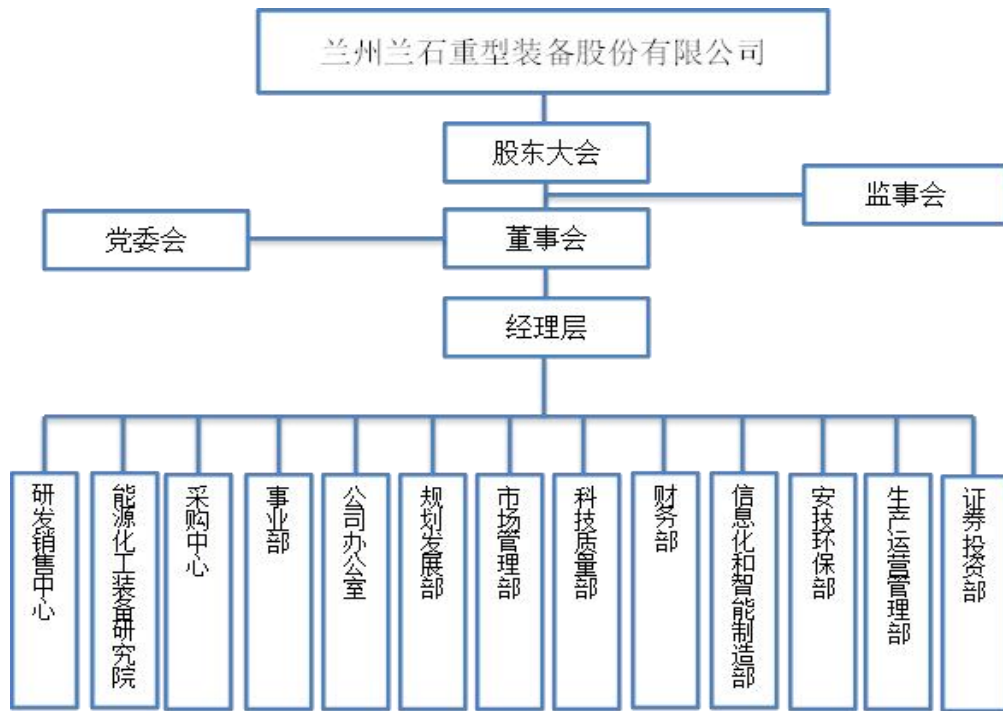 兰州兰石重型装备股份有限公司
股东大会
监事会
党委会
董事会
经理层
研发销售中心
能源化工装备研究院
采购中心
事业部
公司办公室
规划发展部
市场管理部
科技质量部
财务部
信息化和智能制造部
安技环保部
生产运营管理部
证券投资部